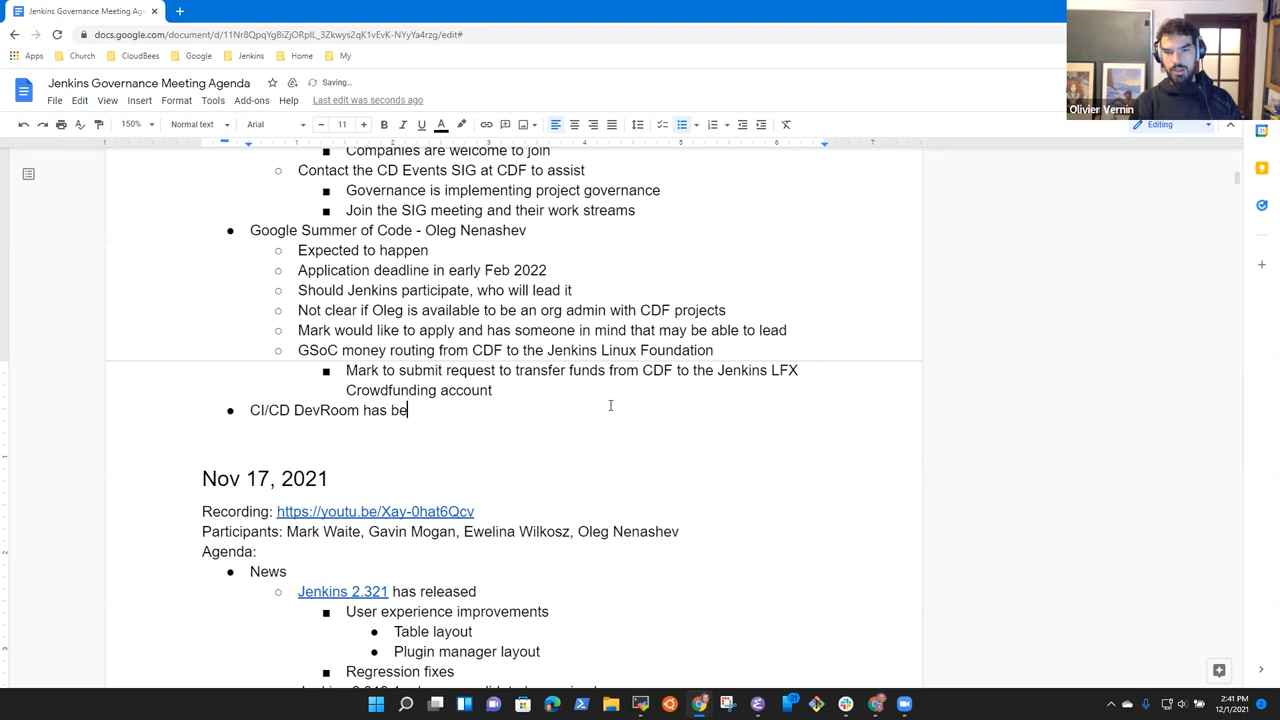 Jenkins Governance Meeting Ag
docs.google.com/document/d/11Nr8QpqYgBiZjORplL_3Zkwys2qK1vEvK-NYyYa4rzg/edit#
Apps
Church
CloudBees
Google
Jenkins
Home
My
Olivier Vernin
Jenkins Governance Meeting Agenda
Saving...
File Edit View Insert Format Tools Add-ons Help Last edit was seconds ago
150% Normal text Arial 11 Editing
1 1 2 3 4 5 6 7
Companies are welcome to join
Contact the CD Events SIG at CDF to assist
Governance is implementing project governance
Join the SIG meeting and their work streams
Google Summer of Code - Oleg Nenashev
Expected to happen
Application deadline in early Feb 2022
Should Jenkins participate, who will lead it
Not clear if Oleg is available to be an org admin with CDF projects
Mark would like to apply and has someone in mind that may be able to lead
GSoC money routing from CDF to the Jenkins Linux Foundation
Mark to submit request to transfer funds from CDF to the Jenkins LFX
Crowdfunding account
CI/CD DevRoom has be
Nov 17, 2021
Recording: https://youtu.be/Xay-0hat6Qcv
Participants: Mark Waite, Gavin Mogan, Ewelina Wilkosz, Oleg Nenashev
Agenda:
News
Jenkins 2.321 has released
User experience improvements
Table layout
Plugin manager layout
Regression fixes
2:41 PM
12/1/2021